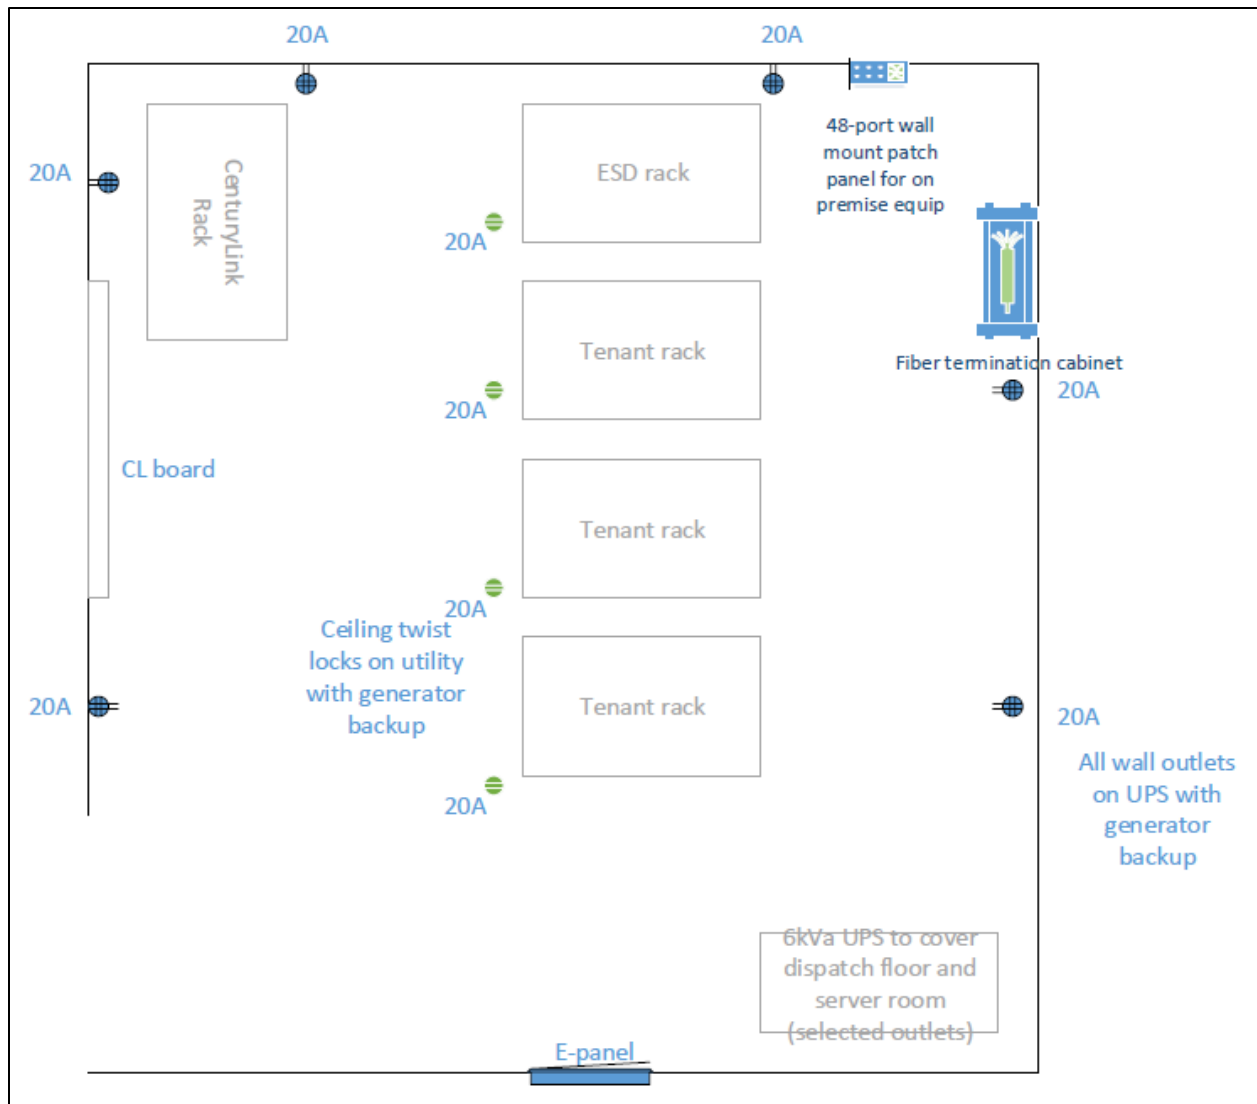 20A
20A
48-port wall
mount patch
panel for on
premise equip
20A
CenturyLink
Rack
ESD rack
20A
Tenant rack
Fiber termination cabinet
20A
20A
CL board
Tenant rack
20A
Ceiling twist
locks on utility
with generator
backup
Tenant rack
20A
20A
All wall outlets
on UPS with
generator
backup
20A
6kVa UPS to cover
dispatch floor and
server room
(selected outlets)
E-panel